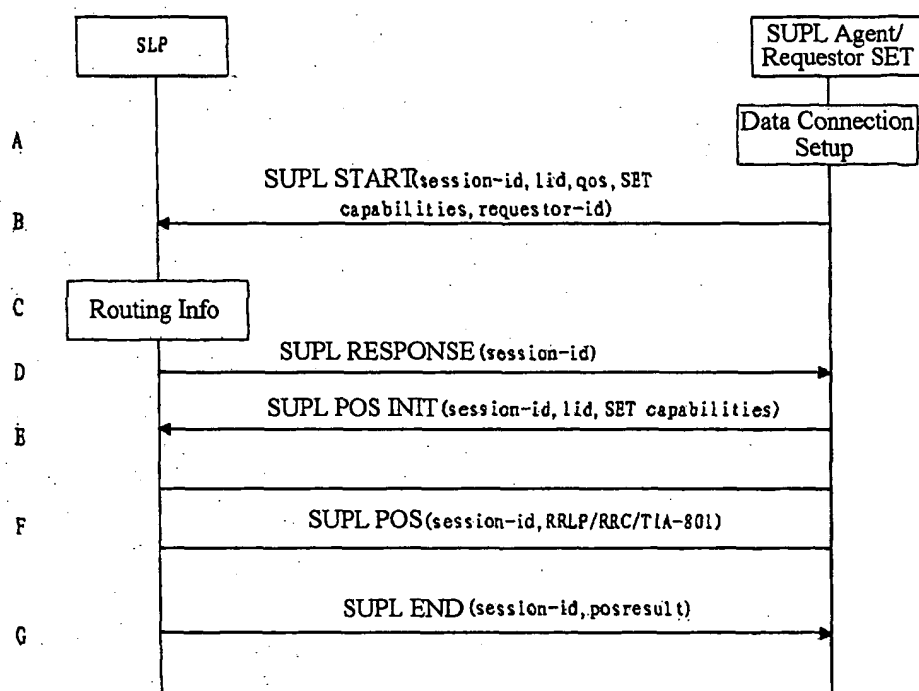 SLP
SUPL Agent/
Requestor SET
A
Data Connection
Setup
SUPL START(session-id, lid, qos, SET
capabilities, requestor-id)
B
C
Routing Info
SUPL RESPONSE (session-id)
D
SUPL POS INIT (session-id, lid, SET capabilities)
E
F
SUPL POS (session-id, RRLP/RRC/TIA-801)
SUPL END (session-id, posresult)
G